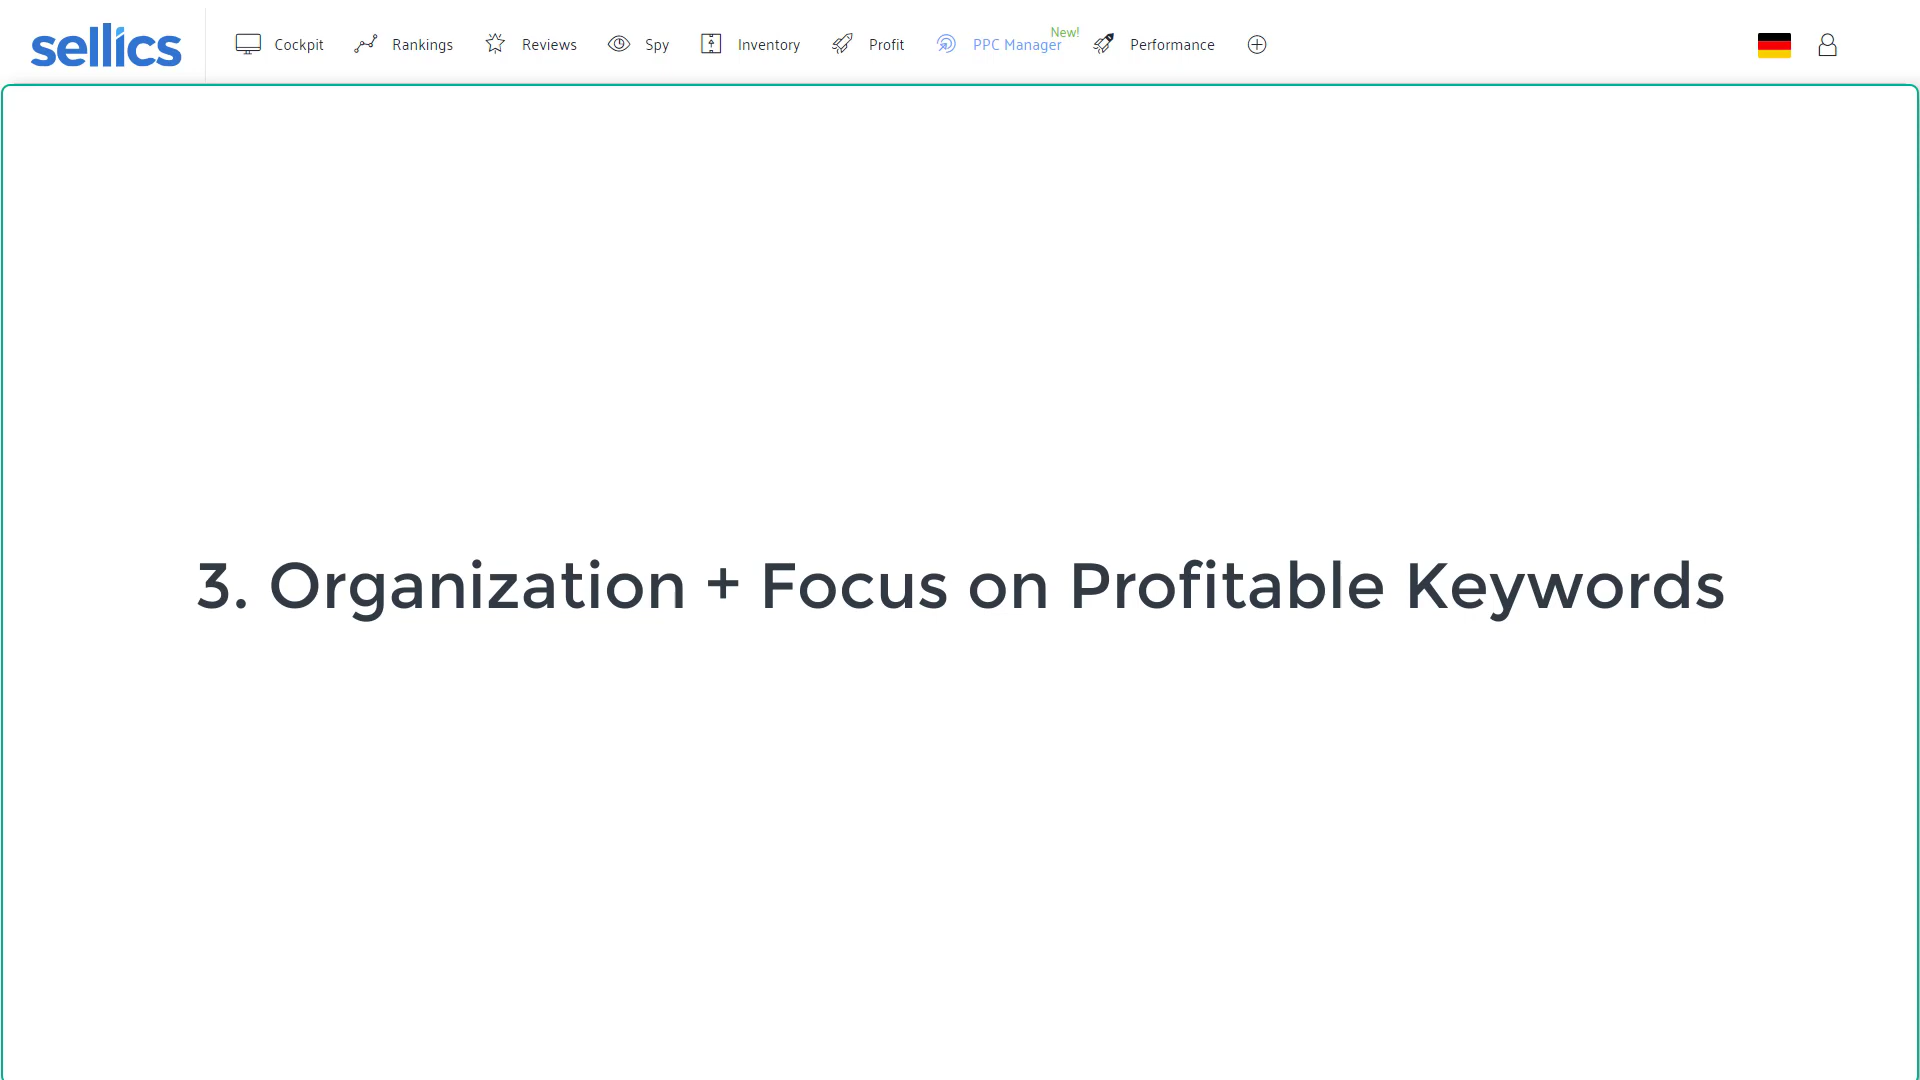 sellics
Cockpit
Rankings
Reviews
Spy
Inventory
Profit
PPC Manager
New!
Performance
3. Organization + Focus on Profitable Keywords